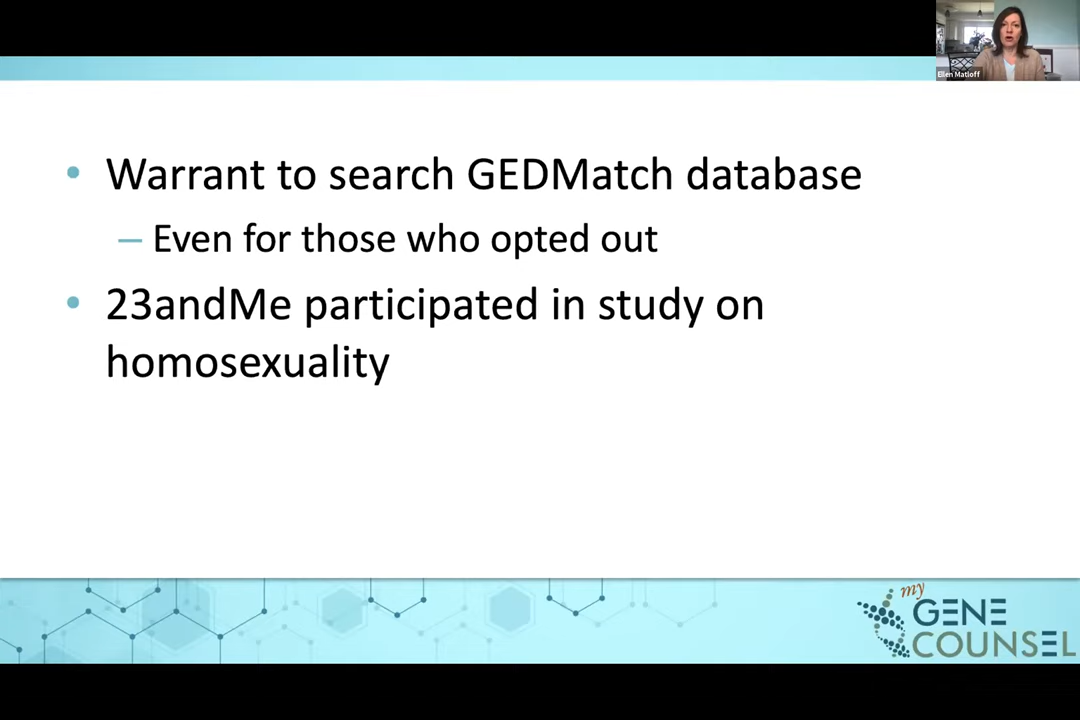 Ellen Matloff
• Warrant to search GEDMatch database
– Even for those who opted out
• 23andMe participated in study on
homosexuality
my
GENE
COUNSEL